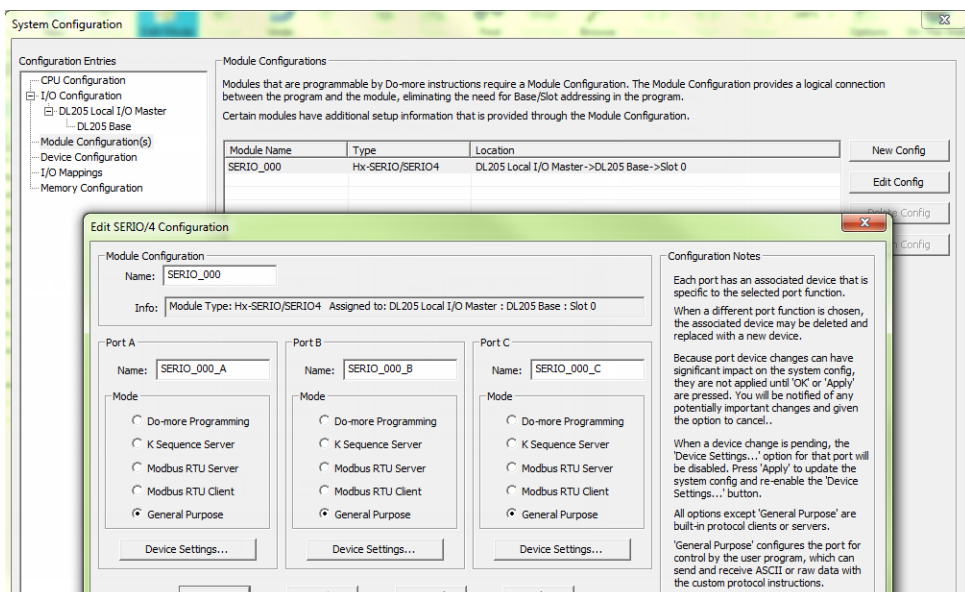 System Configuration
Configuration Entries
CPU Configuration
I/O Configuration
DL205 Local I/O Master
DL205 Base
Module Configuration(s)
Device Configuration
I/O Mappings
Memory Configuration
Module Configurations
Modules that are programmable by Do-more instructions require a Module Configuration. The Module Configuration provides a logical connection
between the program and the module, eliminating the need for Base/Slot addressing in the program.
Certain modules have additional setup information that is provided through the Module Configuration.
Module Name Type Location
SERIO_000 Hx-SERIO/SERIO4 DL205 Local I/O Master->DL205 Base->Slot 0
New Config
Edit Config
Config
Config
Edit SERIO/4 Configuration
Module Configuration
Name: SERIO_000
Info: Module Type: Hx-SERIO/SERIO4 Assigned to: DL205 Local I/O Master : DL205 Base : Slot 0
Port A
Name: SERIO_000_A
Mode
Do-more Programming
K Sequence Server
Modbus RTU Server
Modbus RTU Client
General Purpose
Device Settings...
Port B
Name: SERIO_000_B
Mode
Do-more Programming
K Sequence Server
Modbus RTU Server
Modbus RTU Client
General Purpose
Device Settings...
Port C
Name: SERIO_000_C
Mode
Do-more Programming
K Sequence Server
Modbus RTU Server
Modbus RTU Client
General Purpose
Device Settings...
Configuration Notes
Each port has an associated device that is
specific to the selected port function.
When a different port function is chosen,
the associated device may be deleted and
replaced with a new device.
Because port device changes can have
significant impact on the system config,
they are not applied until 'OK' or 'Apply'
are pressed. You will be notified of any
potentially important changes and given
the option to cancel..
When a device change is pending, the
'Device Settings...' option for that port will
be disabled. Press 'Apply' to update the
system config and re-enable the 'Device
Settings...' button.
All options except 'General Purpose' are
built-in protocol clients or servers.
'General Purpose' configures the port for
control by the user program, which can
send and receive ASCII or raw data with
the custom protocol instructions.